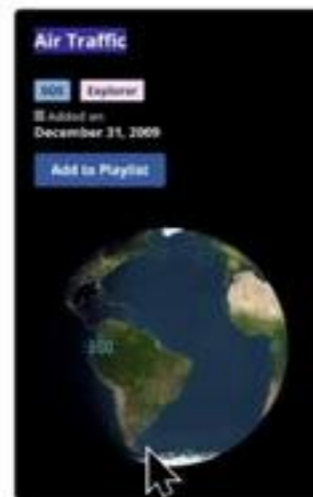 Air Traffic
SOS Explorer
Added on
December 31, 2009
Add to Playlist